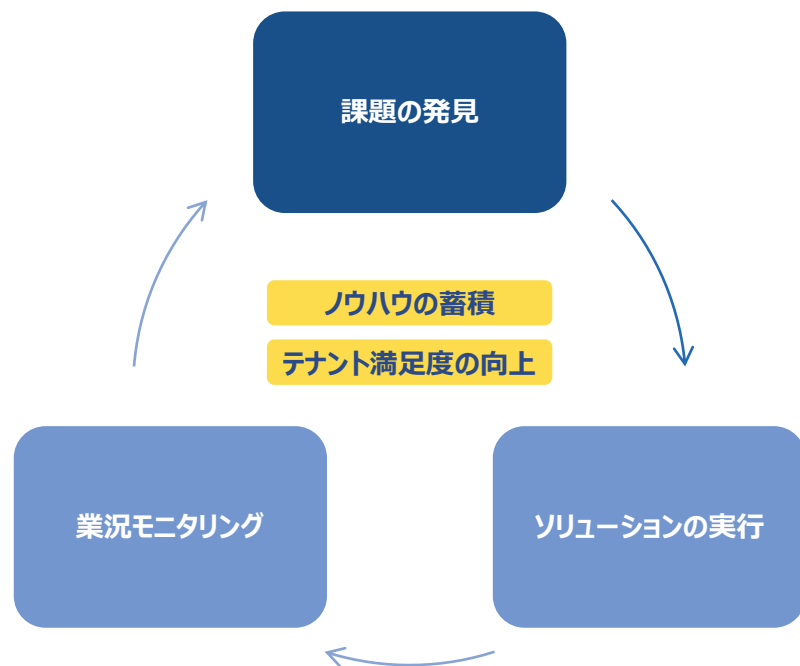 課題の発見
ノウハウの蓄積
テナント満足度の向上
業況モニタリング
ソリューションの実行